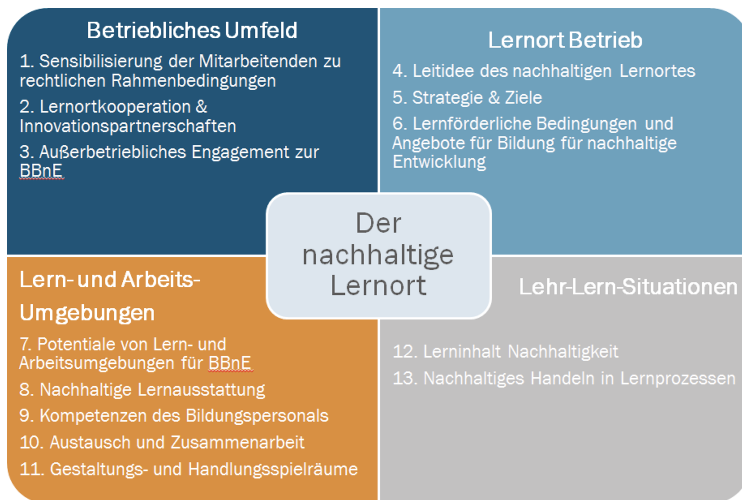 Betriebliches Umfeld
1. Sensibilisierung der Mitarbeitenden zu
rechtlichen Rahmenbedingungen
2. Lernortkooperation &
Innovationspartnerschaften
3. Außerbetriebliches Engagement zur
BBnE
Lernort Betrieb
4. Leitidee des nachhaltigen Lernortes
5. Strategie & Ziele
6. Lernförderliche Bedingungen und
Angebote für Bildung für nachhaltige
Entwicklung
Der
nachhaltige
Lernort
Lern- und Arbeits-
Umgebungen
7. Potentiale von Lern- und
Arbeitsumgebungen für BBnE
8. Nachhaltige Lernausstattung
9. Kompetenzen des Bildungspersonals
10. Austausch und Zusammenarbeit
11. Gestaltungs- und Handlungsspielräume
Lehr-Lern-Situationen
12. Lerninhalt Nachhaltigkeit
13. Nachhaltiges Handeln in Lernprozessen